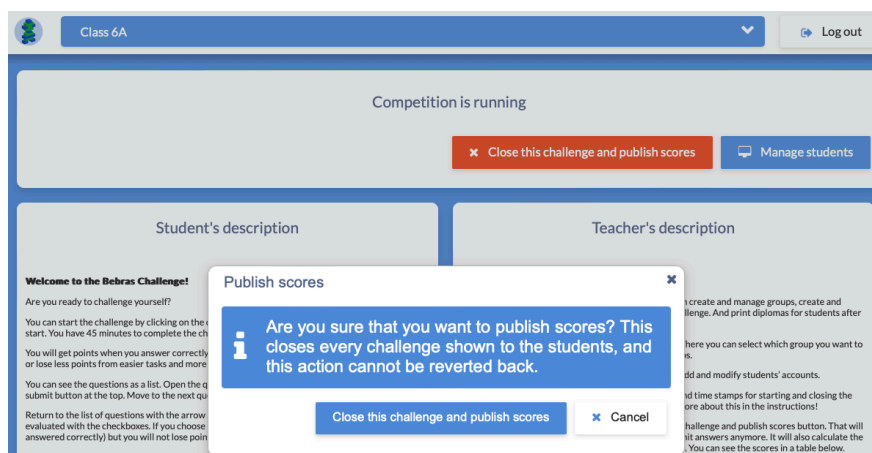 Class 6A
Log out
Competition is running
Close this challenge and publish scores
Manage students
Student's description
Teacher's description
Welcome to the Bebras Challenge!
Are you ready to challenge yourself?
You can start the challenge by clicking on the
start. You have 45 minutes to complete the
You will get points when you answer correctly
or lose less points from easier tasks and more
You can see the questions as a list. Open the
submit button at the top. Move to the next
Return to the list of questions with the arrow
evaluated with the checkboxes. If you choose
answered correctly) but you will not lose
Publish scores
Are you sure that you want to publish scores? This
closes every challenge shown to the students, and
this action cannot be reverted back.
Close this challenge and publish scores
Cancel
create and manage groups, create and
And print diplomas for students after
here you can select which group you want to
and modify students' accounts.
time stamps for starting and closing the
about this in the instructions!
challenge and publish scores button. That will
answers anymore. It will also calculate the
You can see the scores in a table below.